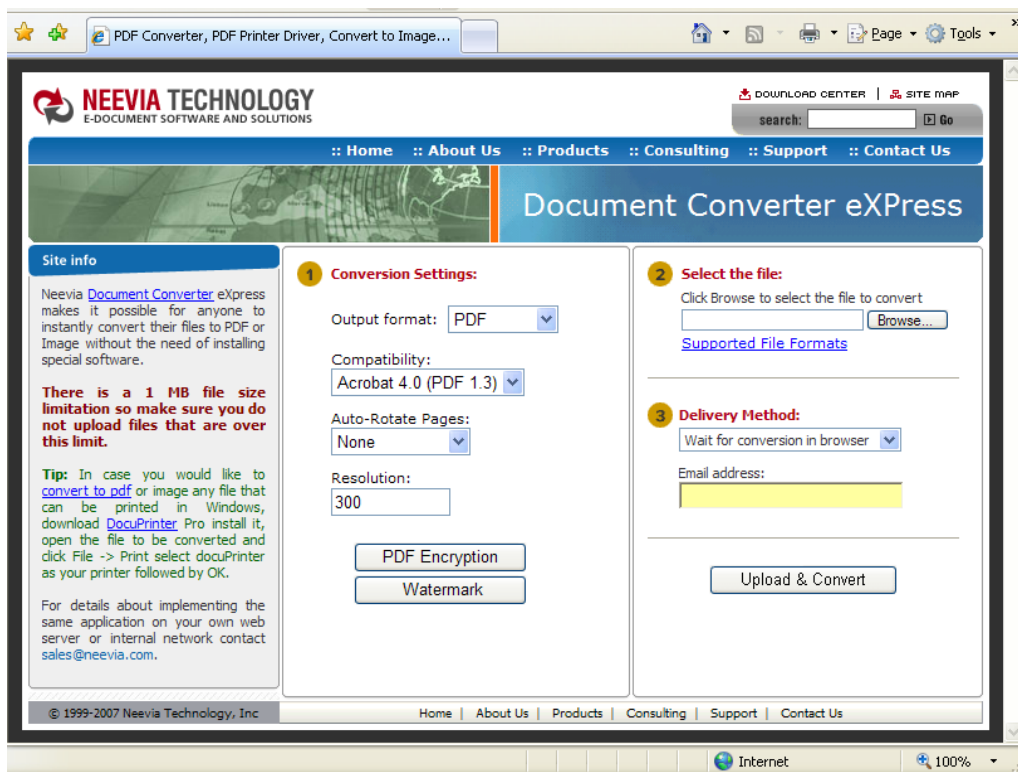 PDF Converter, PDF Printer Driver, Convert to Image...
Page
Tools
NEEVIA TECHNOLOGY
E-DOCUMENT SOFTWARE AND SOLUTIONS
DOWNLOAD CENTER | SITE MAP
search:
Go
:: Home :: About Us :: Products :: Consulting :: Support :: Contact Us
Document Converter eXPress
Site info
Neevia Document Converter eXpress
makes it possible for anyone to
instantly convert their files to PDF or
Image without the need of installing
special software.
There is a 1 MB file size
limitation so make sure you do
not upload files that are over
this limit.
Tip: In case you would like to
convert to pdf or image any file that
can be printed in Windows,
download DocuPrinter Pro install it,
open the file to be converted and
click File -> Print select docuPrinter
as your printer followed by OK.
For details about implementing the
same application on your own web
server or internal network contact
sales@neevia.com.
1 Conversion Settings:
Output format: PDF
Compatibility:
Acrobat 4.0 (PDF 1.3)
Auto-Rotate Pages:
None
Resolution:
300
PDF Encryption
Watermark
2 Select the file:
Click Browse to select the file to convert
Browse...
Supported File Formats
3 Delivery Method:
Wait for conversion in browser
Email address:
Upload & Convert
© 1999-2007 Neevia Technology, Inc
Home | About Us | Products | Consulting | Support | Contact Us
Internet
100%